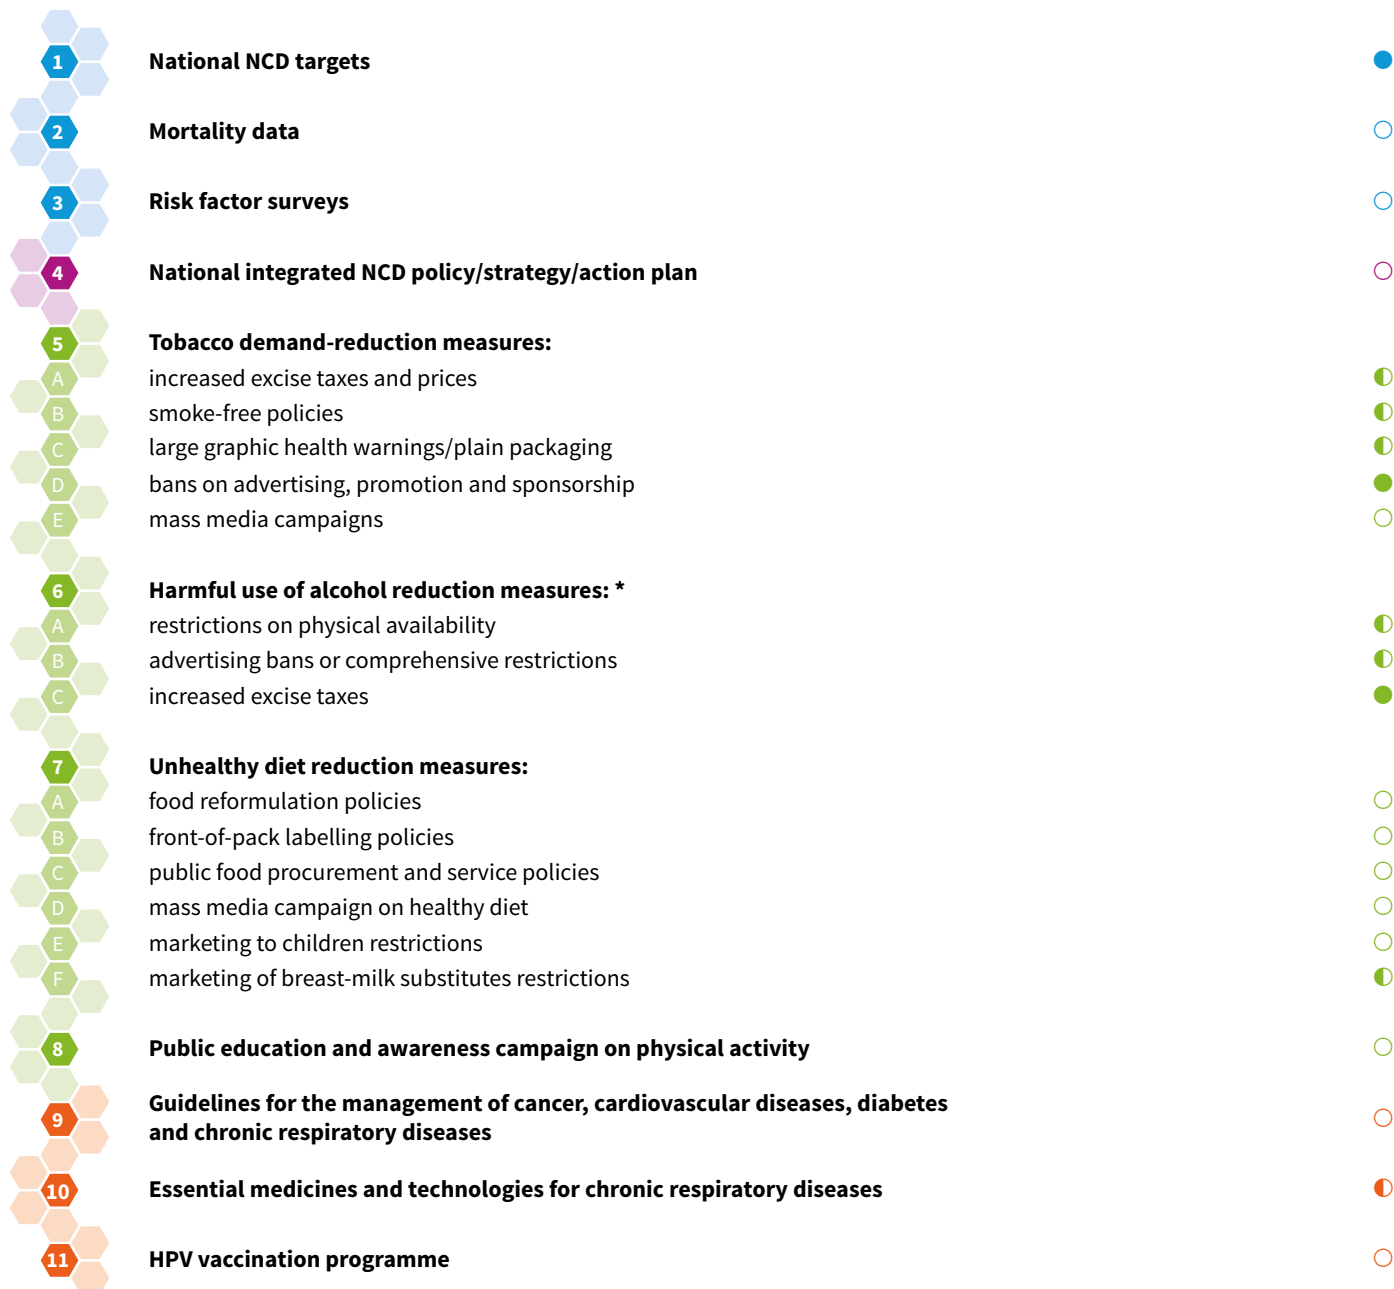 1 National NCD targets
2 Mortality data
3 Risk factor surveys
4 National integrated NCD policy/strategy/action plan
5 Tobacco demand-reduction measures:
A increased excise taxes and prices
B smoke-free policies
C large graphic health warnings/plain packaging
D bans on advertising, promotion and sponsorship
E mass media campaigns
6 Harmful use of alcohol reduction measures: *
A restrictions on physical availability
B advertising bans or comprehensive restrictions
C increased excise taxes
7 Unhealthy diet reduction measures:
A food reformulation policies
B front-of-pack labelling policies
C public food procurement and service policies
D mass media campaign on healthy diet
E marketing to children restrictions
F marketing of breast-milk substitutes restrictions
8 Public education and awareness campaign on physical activity
9 Guidelines for the management of cancer, cardiovascular diseases, diabetes
and chronic respiratory diseases
10 Essential medicines and technologies for chronic respiratory diseases
11 HPV vaccination programme